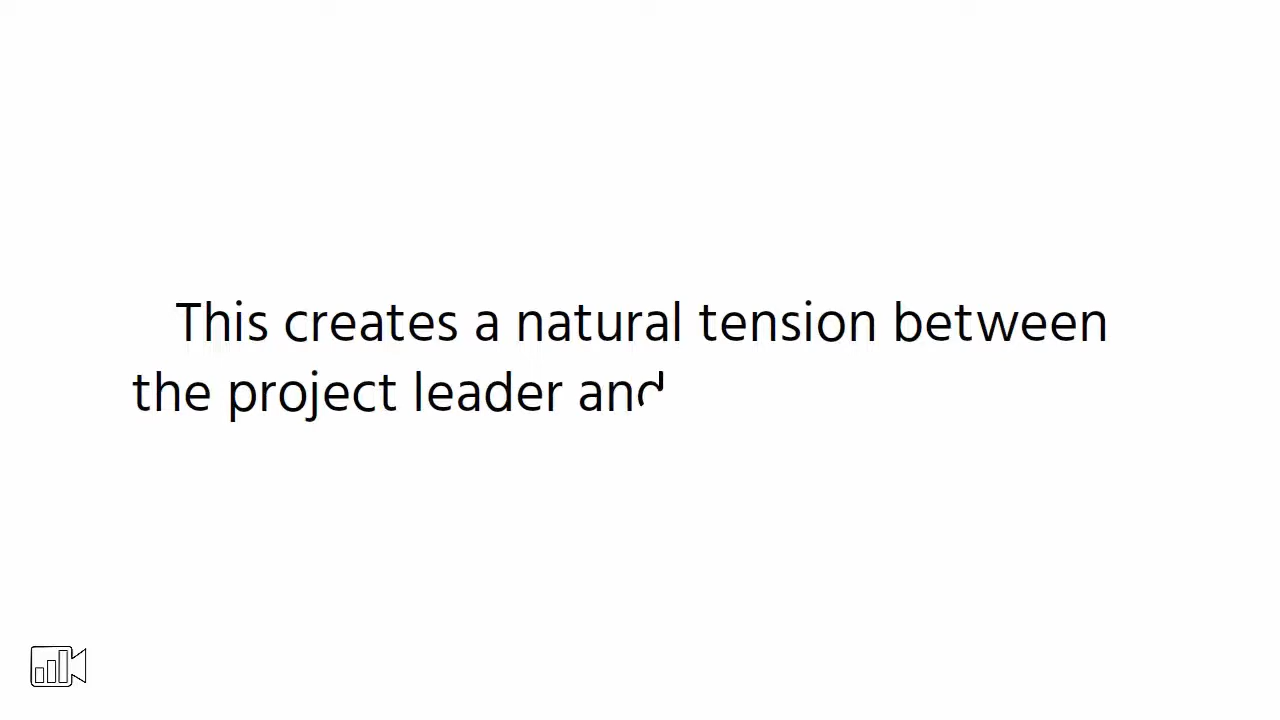 This creates a natural tension between
the project leader and